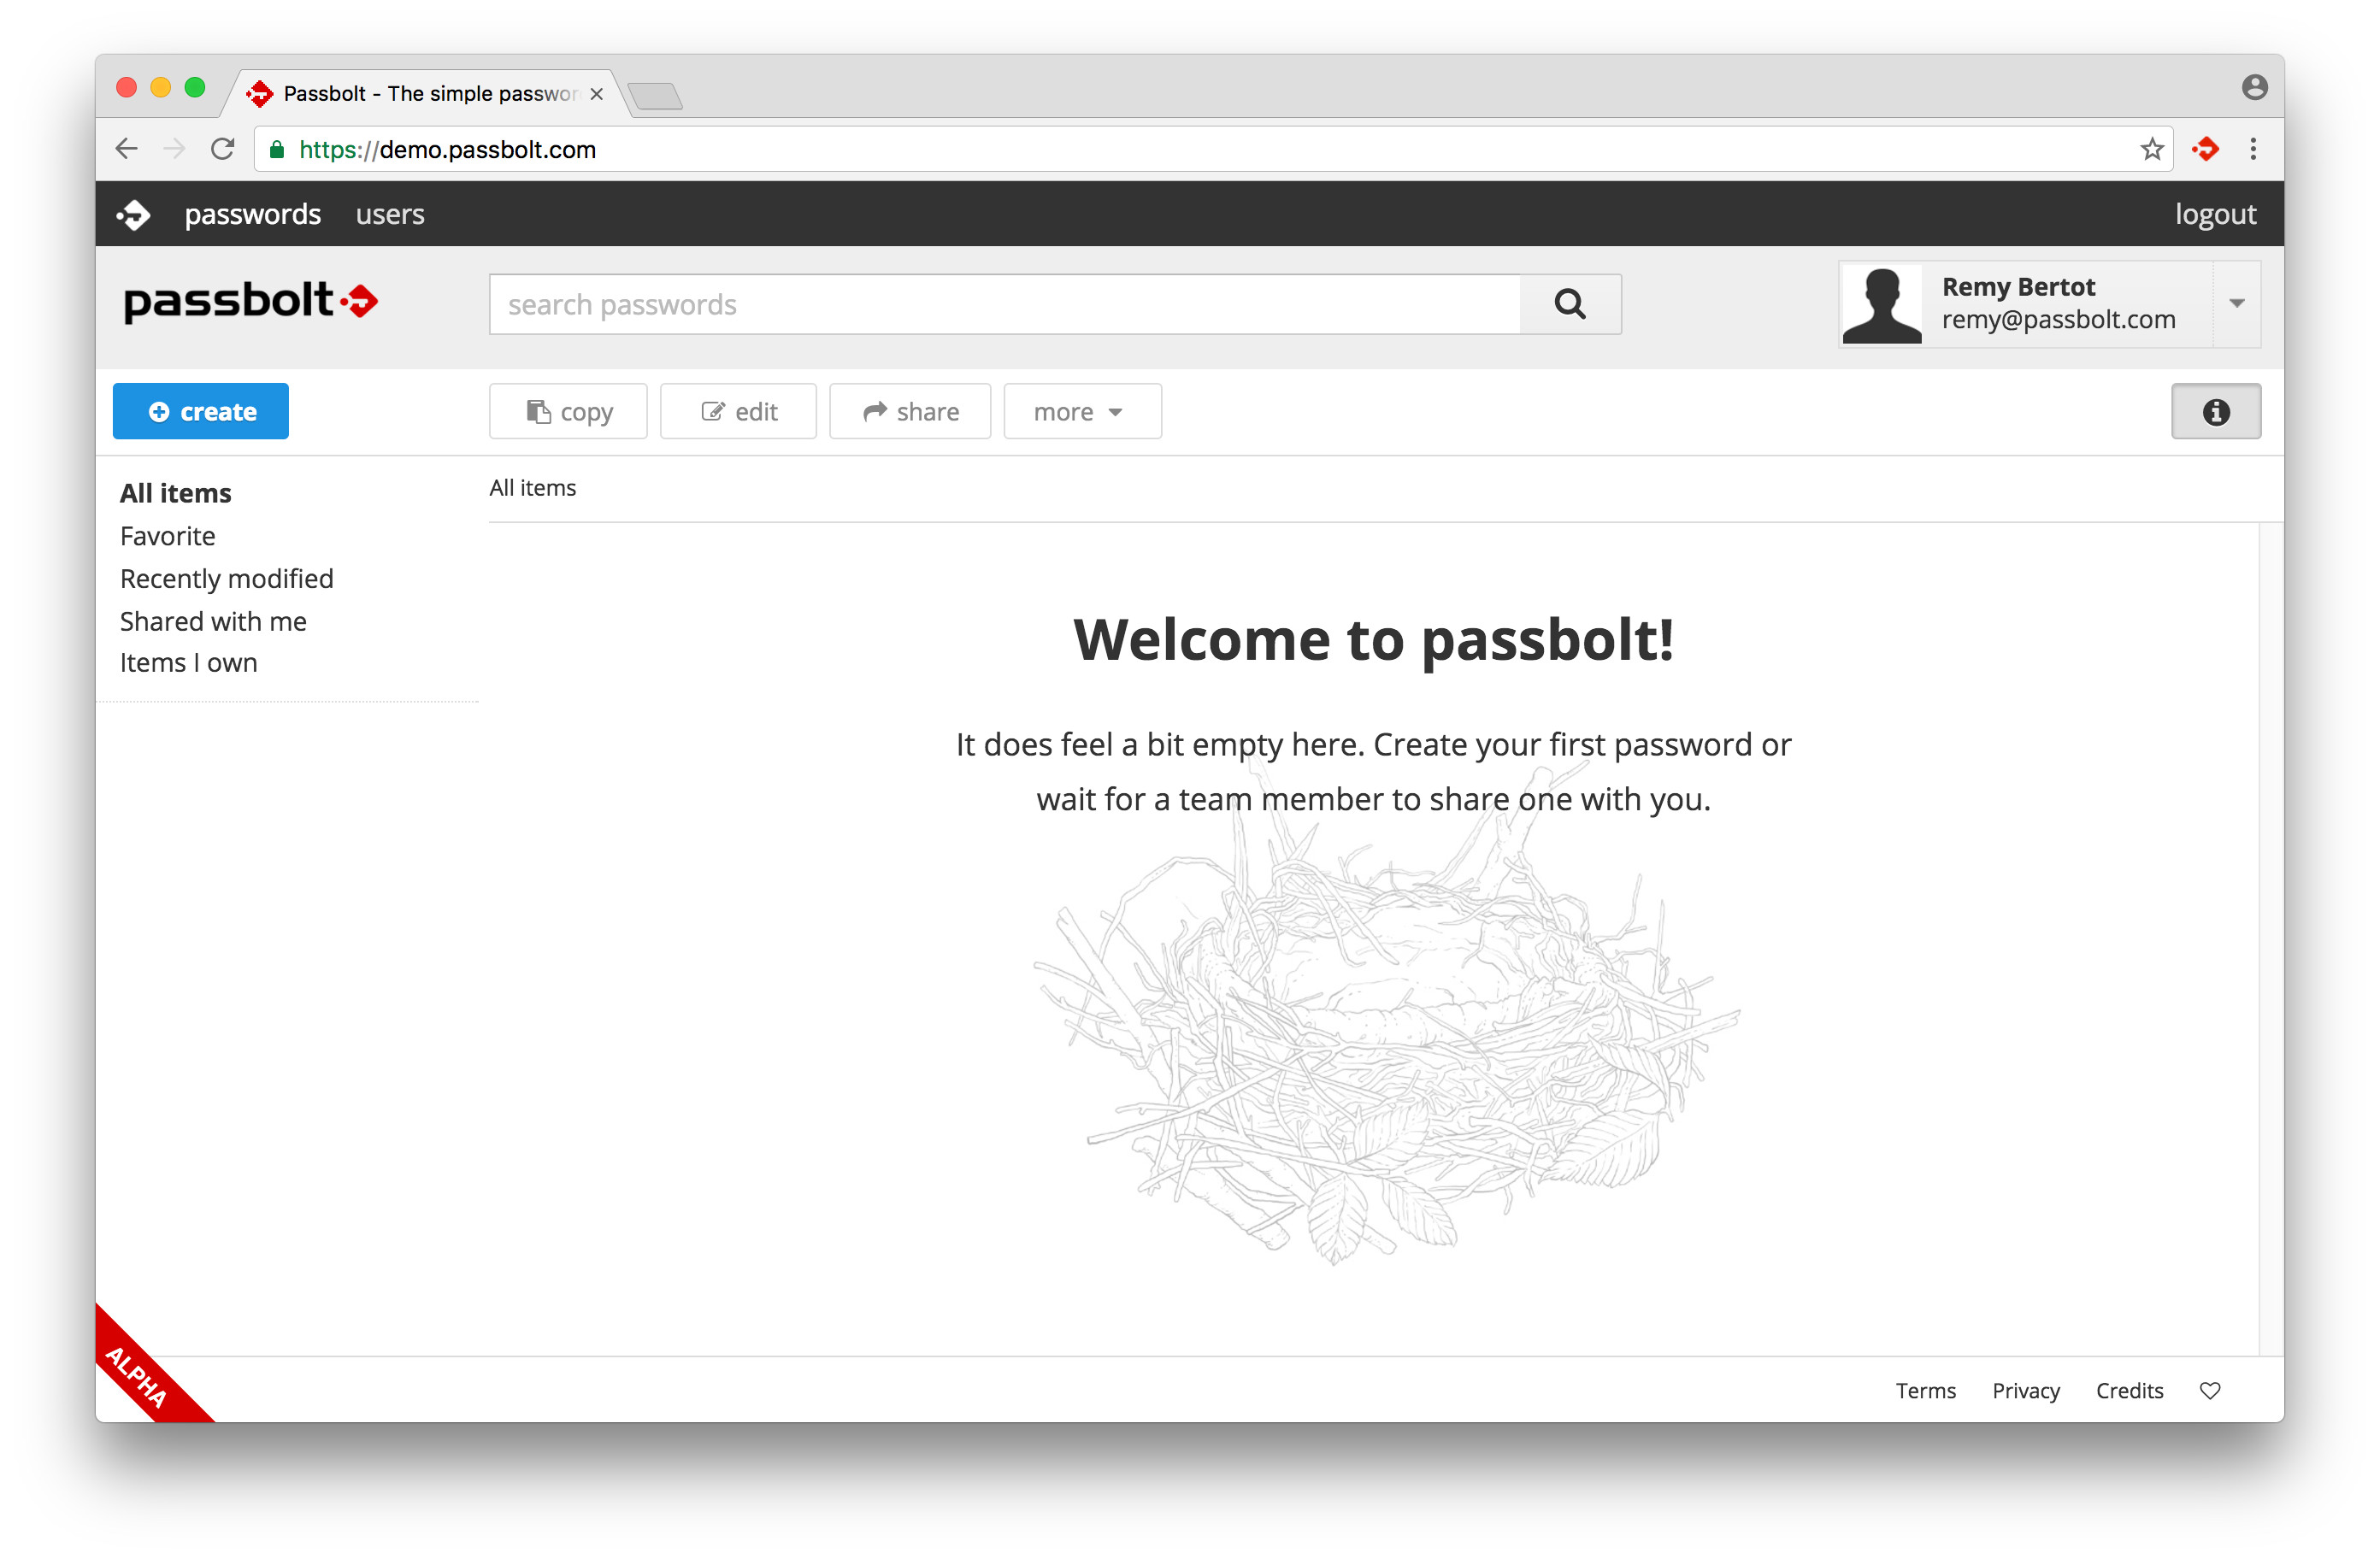 Passbolt - The simple passwor
https://demo.passbolt.com
passwords users logout
passbolt
search passwords
Remy Bertot
remy@passbolt.com
create copy edit share more
All items
Favorite
Recently modified
Shared with me
Items I own
All items
Welcome to passbolt!
It does feel a bit empty here. Create your first password or
wait for a team member to share one with you.
ALPHA
Terms Privacy Credits